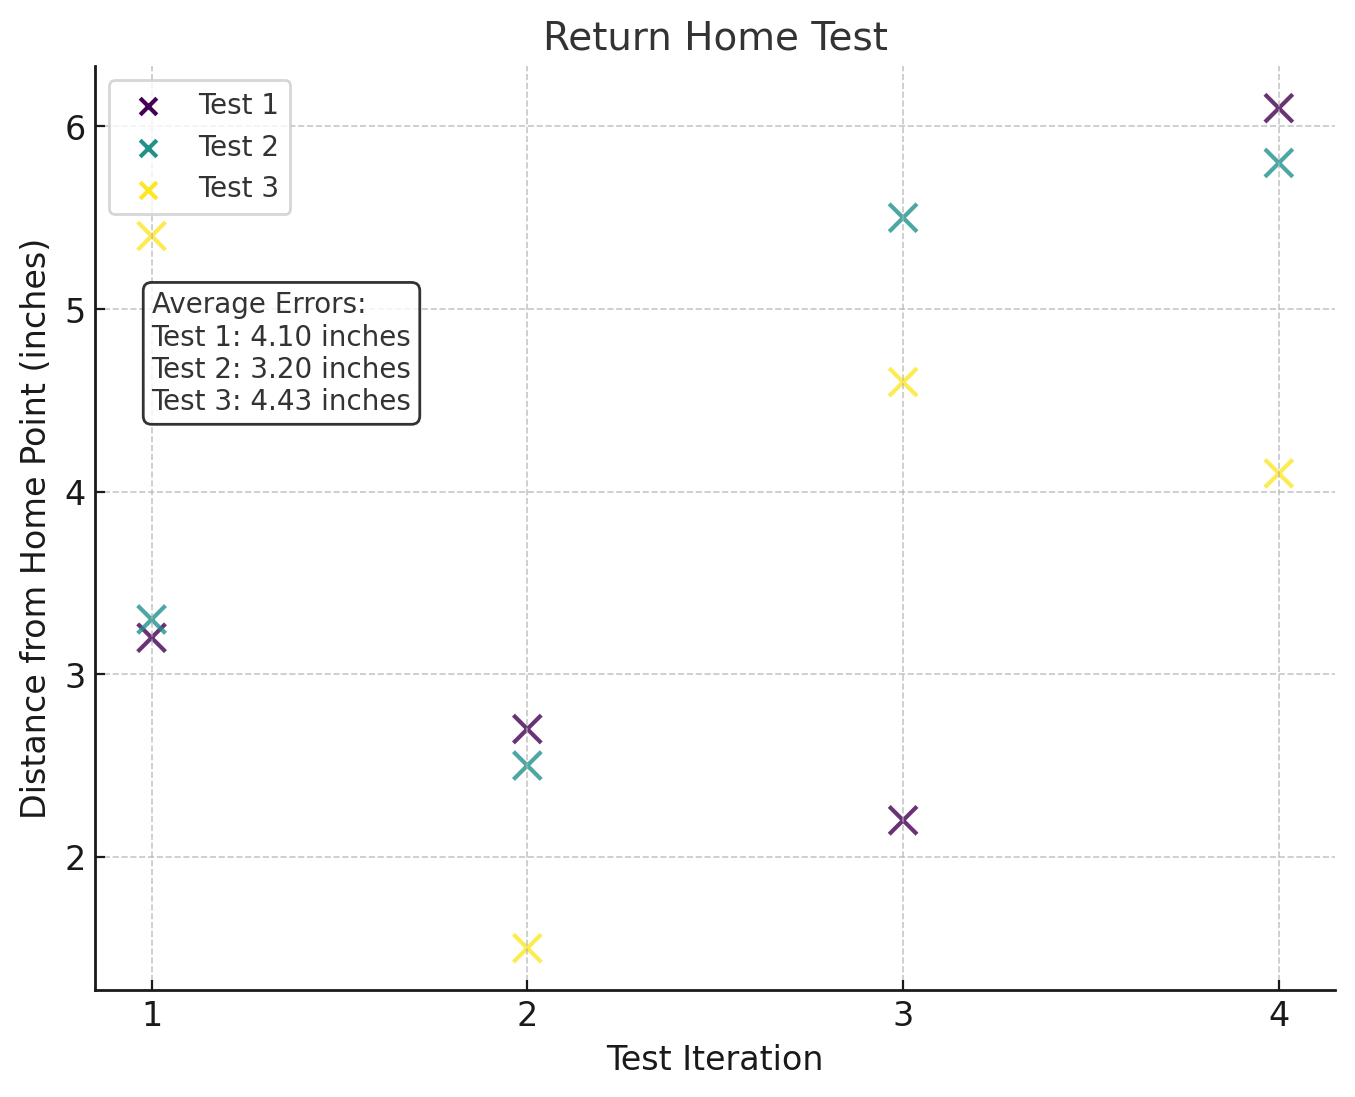 Return Home Test
Test 1
Test 2
Test 3
Average Errors:
Test 1: 4.10 inches
Test 2: 3.20 inches
Test 3: 4.43 inches
Distance from Home Point (inches)
6
5
4
3
2
1 2 3 4
Test Iteration